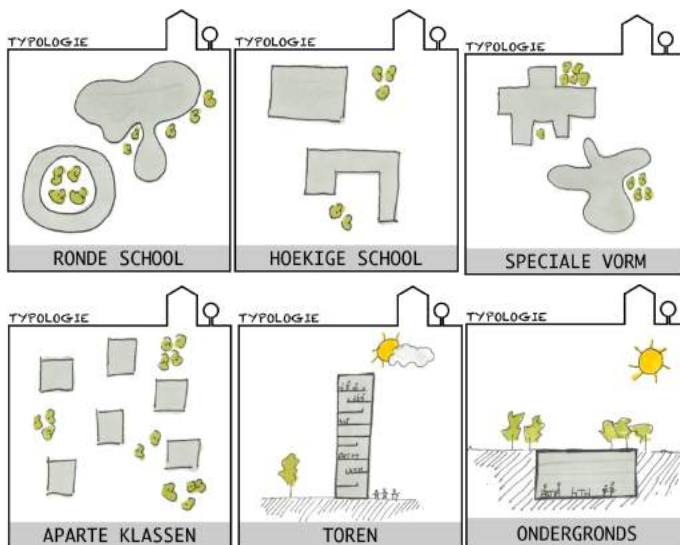 TYPOLOGIE
RONDE SCHOOL
TYPOLOGIE
HOEKIGE SCHOOL
TYPOLOGIE
SPECIALE VORM
TYPOLOGIE
APARTE KLASSEN
TYPOLOGIE
TOREN
TYPOLOGIE
ONDERGRONDS